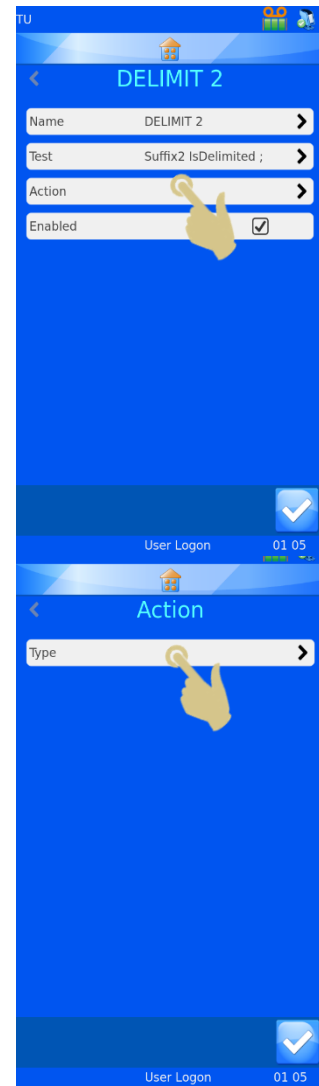 TU
DELIMIT 2
Name DELIMIT 2
Test Suffix2 IsDelimited ;
Action
Enabled
User Logon 01 05
Action
Type
User Logon 01 05